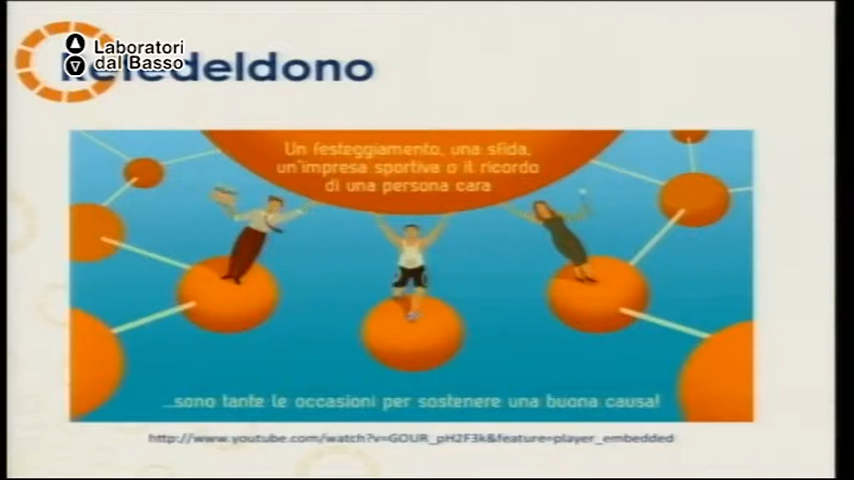 Laboratori
dal Basso
Retedeldono
Un festeggiamento, una sfida,
un'impresa sportiva o il ricordo
di una persona cara
...sono tante le occasioni per sostenere una buona causa!
http://www.youtube.com/watch?v=GOUR_pH2F3k&feature=player_embedded